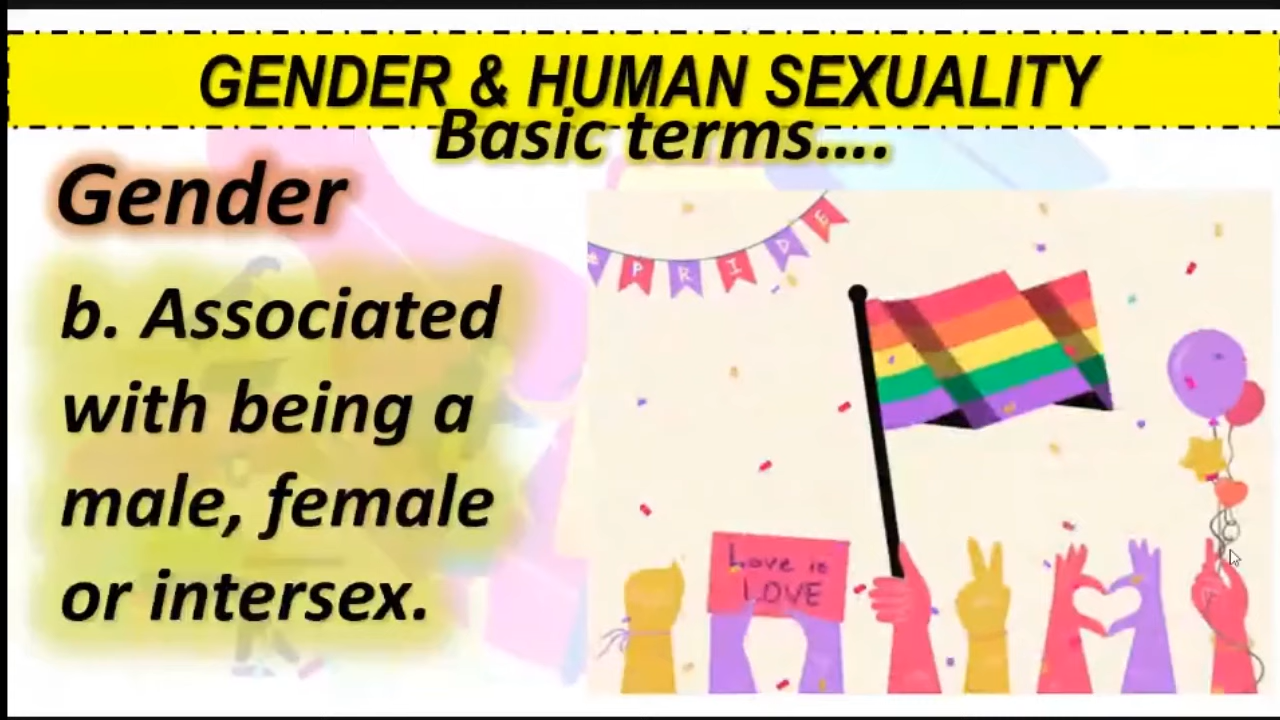 GENDER & HUMAN SEXUALITY
Basic terms....
Gender
b. Associated
with being a
male, female
or intersex.
#PRIDE
Love is
LOVE